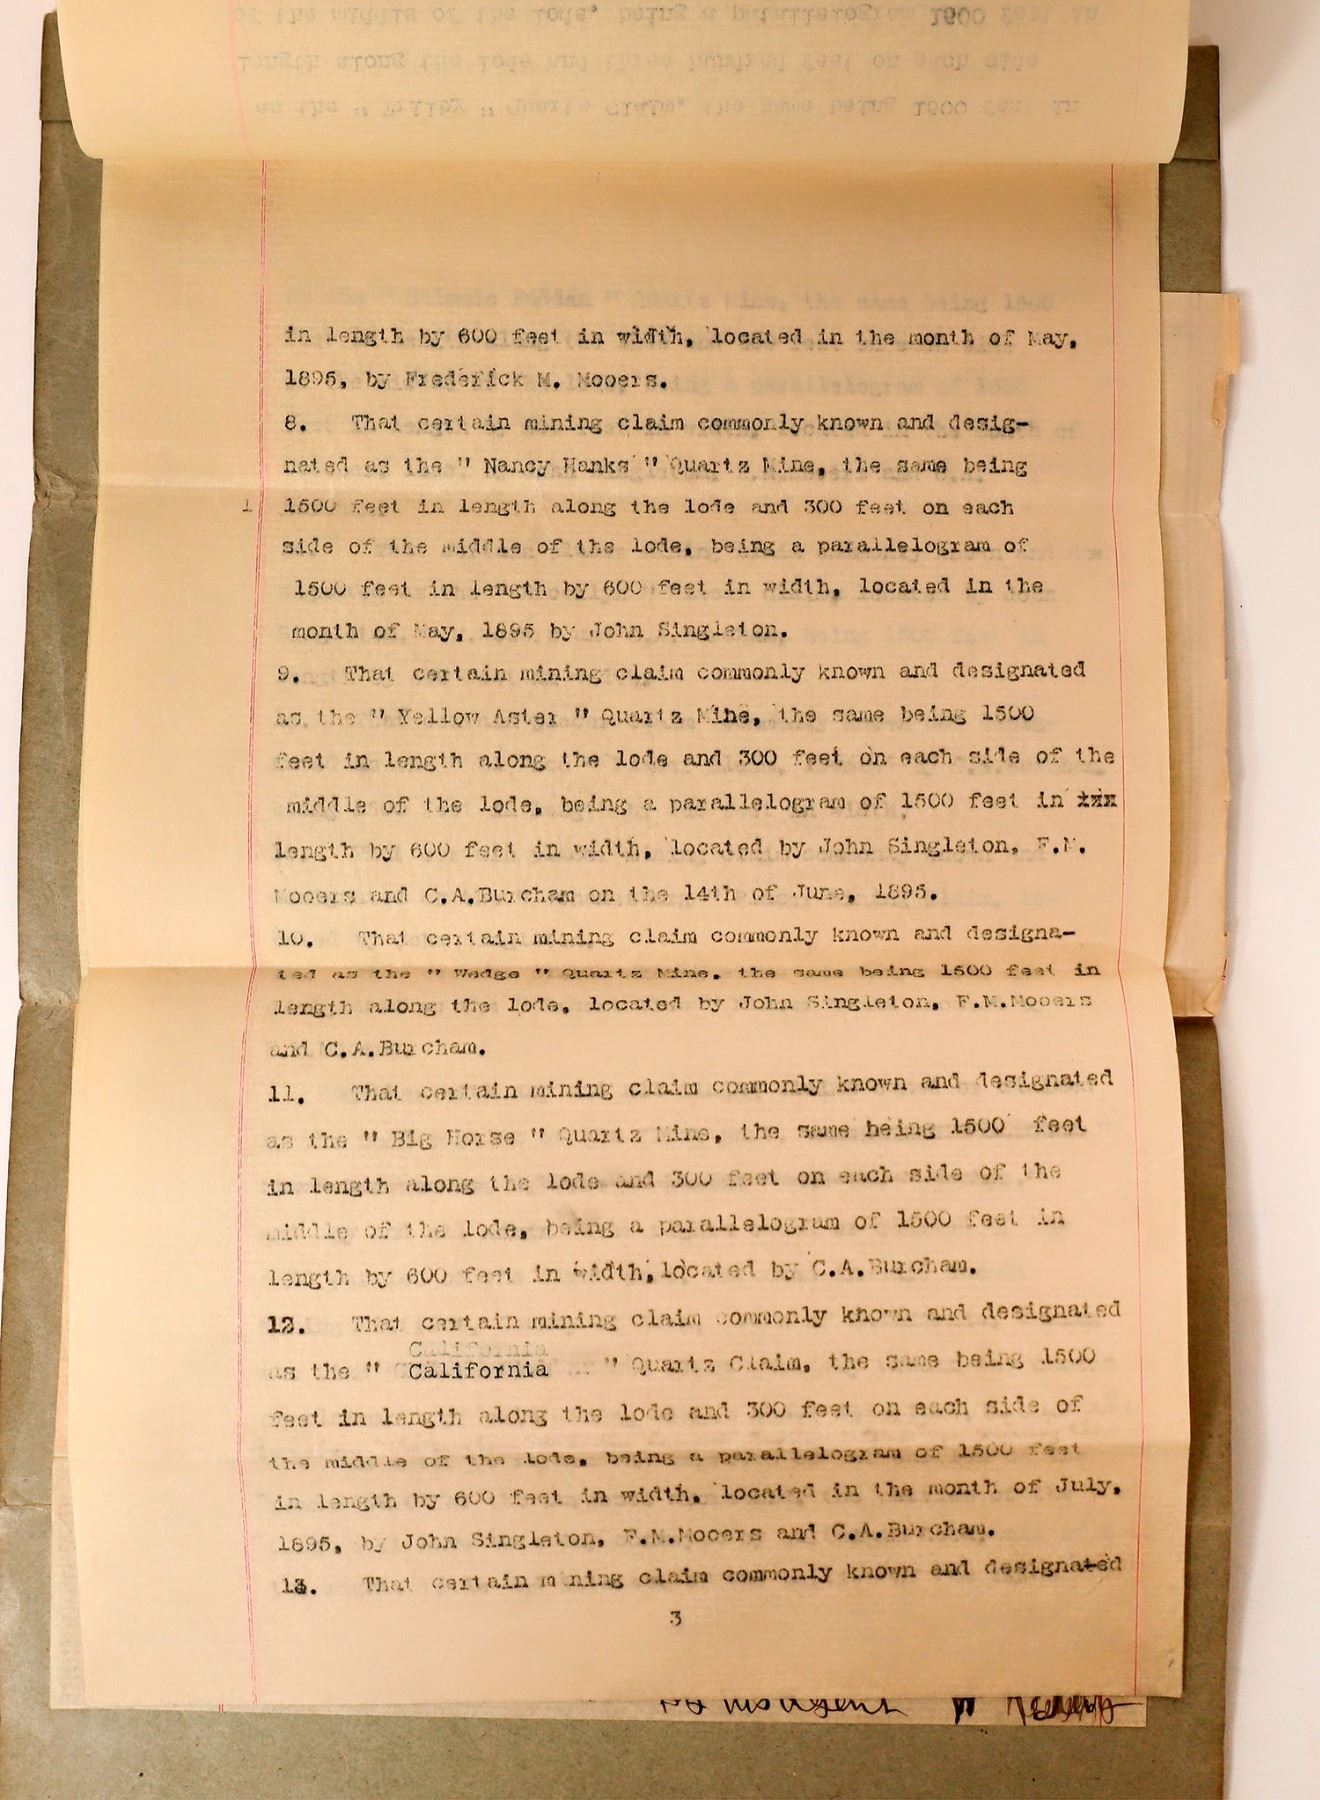 in length by 600 feet in width, located in the month of May,
1895, by Frederick M. Mooers.
8. That certain mining claim commonly known and desig-
nated as the " Nancy Hanks " Quartz Mine, the same being
1 1500 feet in length along the lode and 300 feet on each
side of the middle of the lode, being a parallelogram of
1500 feet in length by 600 feet in width, located in the
month of May, 1895 by John Singleton.
9. That certain mining claim commonly known and designated
as the " Yellow Aster " Quartz Mine, the same being 1500
feet in length along the lode and 300 feet on each side of the
middle of the lode, being a parallelogram of 1500 feet in xxx
length by 600 feet in width, located by John Singleton, F.M.
Mooers and C.A.Burcham on the 14th of June, 1895.
10. That certain mining claim commonly known and designa-
ted as the " Wedge " Quartz Mine, the same being 1500 feet in
length along the lode, located by John Singleton, F.M.Mooers
and C.A.Burcham.
11. That certain mining claim commonly known and designated
as the " Big Horse " Quartz Mine, the same being 1500 feet
in length along the lode and 300 feet on each side of the
middle of the lode, being a parallelogram of 1500 feet in
length by 600 feet in width, located by C.A.Burcham.
12. That certain mining claim commonly known and designated
California
as the " California " Quartz Claim, the same being 1500
feet in length along the lode and 300 feet on each side of
the middle of the lode, being a parallelogram of 1500 feet
in length by 600 feet in width, located in the month of July,
1895, by John Singleton, F.M.Mooers and C.A.Burcham.
13. That certain mining claim commonly known and designated
3